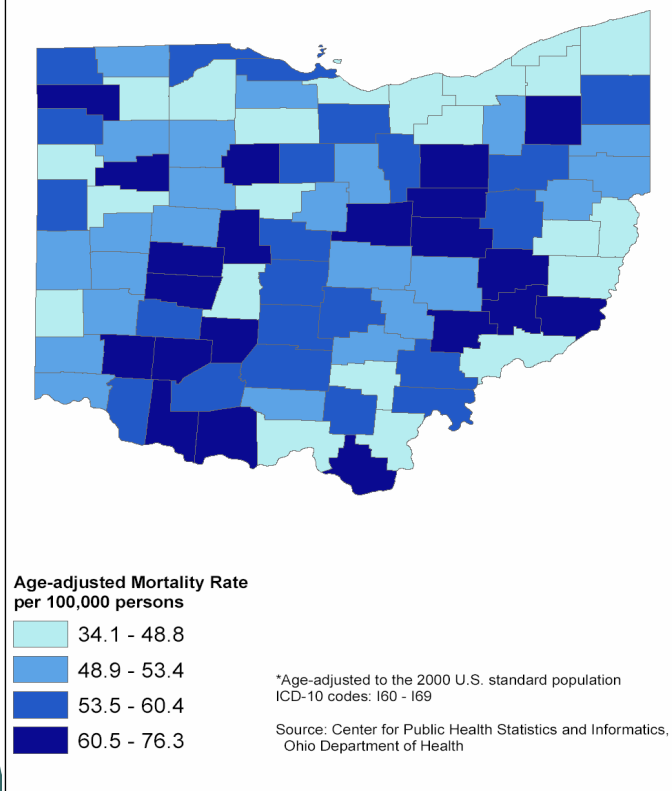 Age-adjusted Mortality Rate
per 100,000 persons
34.1 - 48.8
48.9 - 53.4
53.5 - 60.4
60.5 - 76.3
*Age-adjusted to the 2000 U.S. standard population
ICD-10 codes: I60 - I69
Source: Center for Public Health Statistics and Informatics,
Ohio Department of Health